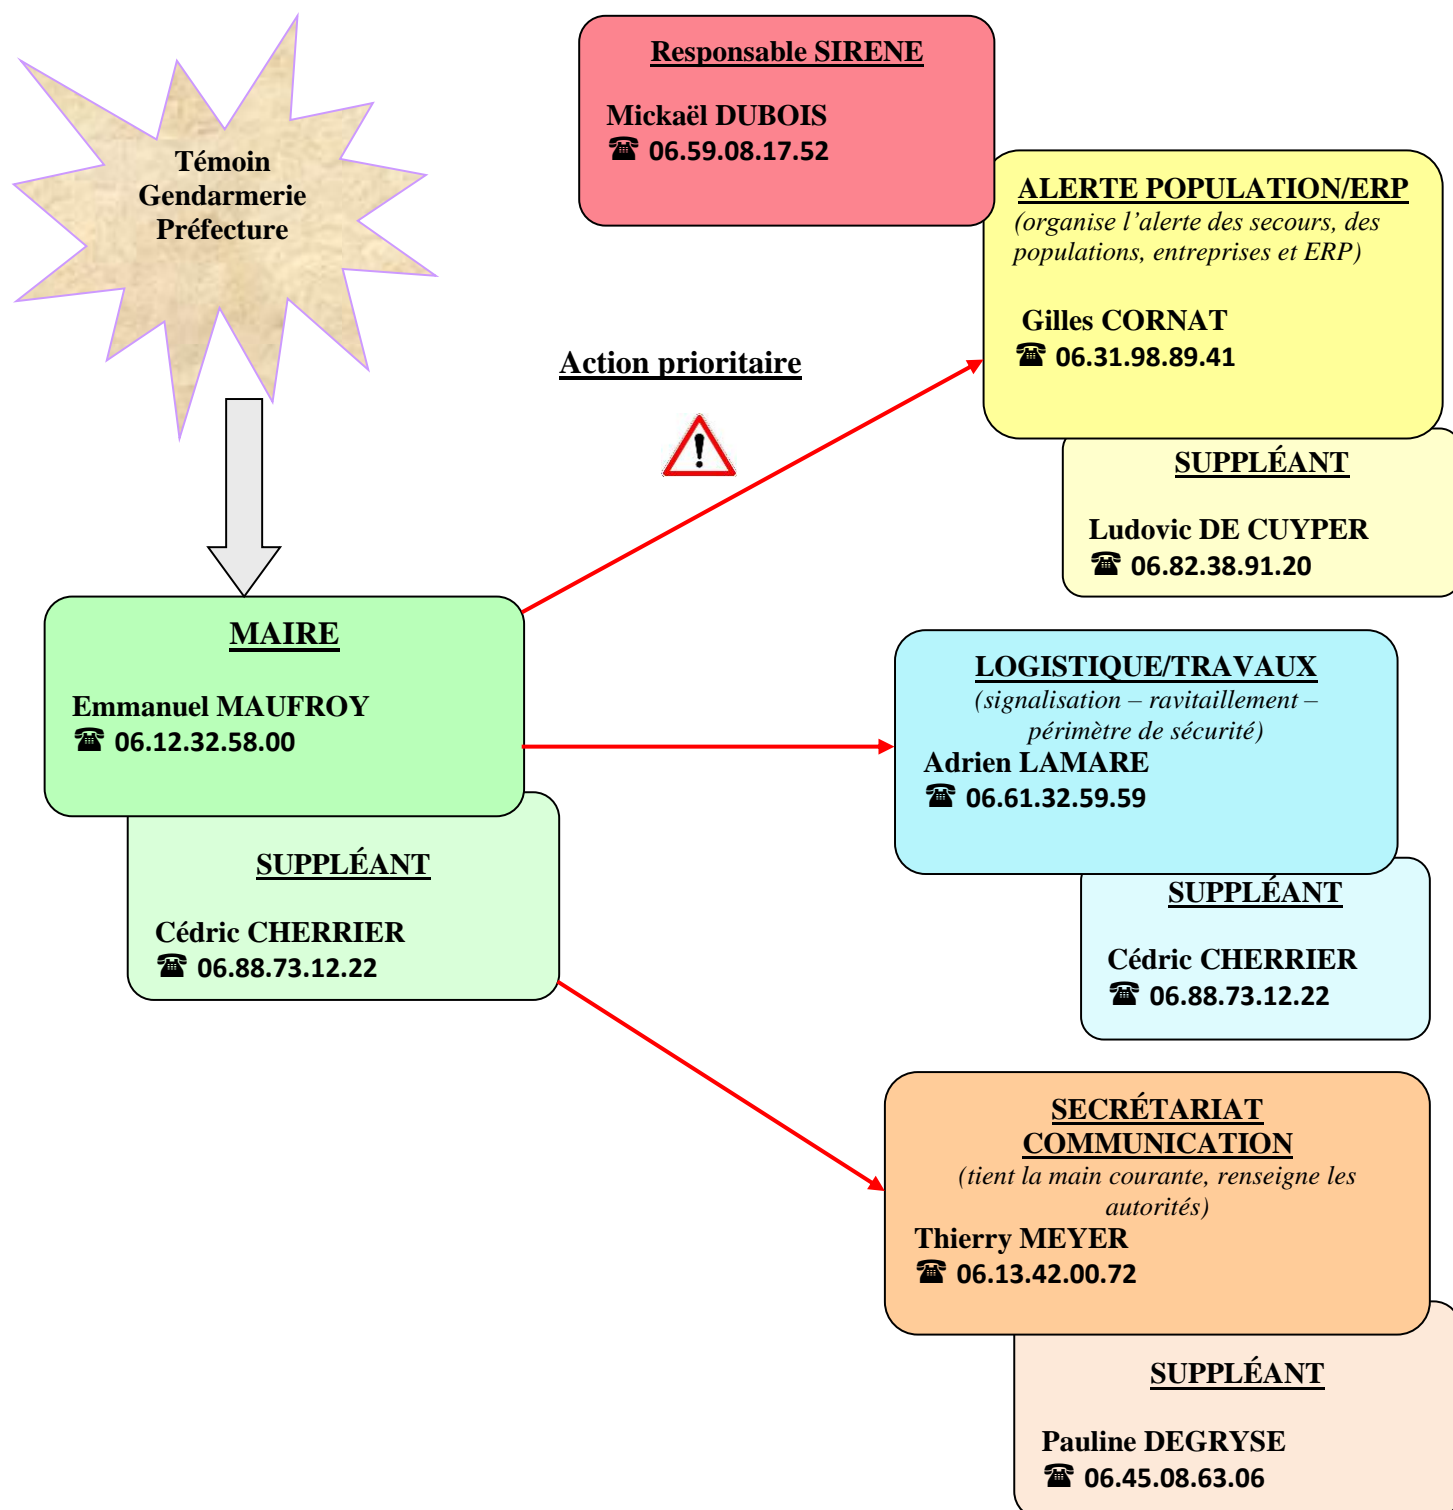 Témoin
Gendarmerie
Préfecture
Responsable SIRENE
Mickaël DUBOIS
☎ 06.59.08.17.52
ALERTE POPULATION/ERP
(organise l’alerte des secours, des
populations, entreprises et ERP)
Gilles CORNAT
☎ 06.31.98.89.41
Action prioritaire
SUPPLÉANT
Ludovic DE CUYPER
☎ 06.82.38.91.20
MAIRE
Emmanuel MAUFROY
☎ 06.12.32.58.00
SUPPLÉANT
Cédric CHERRIER
☎ 06.88.73.12.22
LOGISTIQUE/TRAVAUX
(signalisation – ravitaillement –
périmètre de sécurité)
Adrien LAMARE
☎ 06.61.32.59.59
SUPPLÉANT
Cédric CHERRIER
☎ 06.88.73.12.22
SECRÉTARIAT
COMMUNICATION
(tient la main courante, renseigne les
autorités)
Thierry MEYER
☎ 06.13.42.00.72
SUPPLÉANT
Pauline DEGRYSE
☎ 06.45.08.63.06